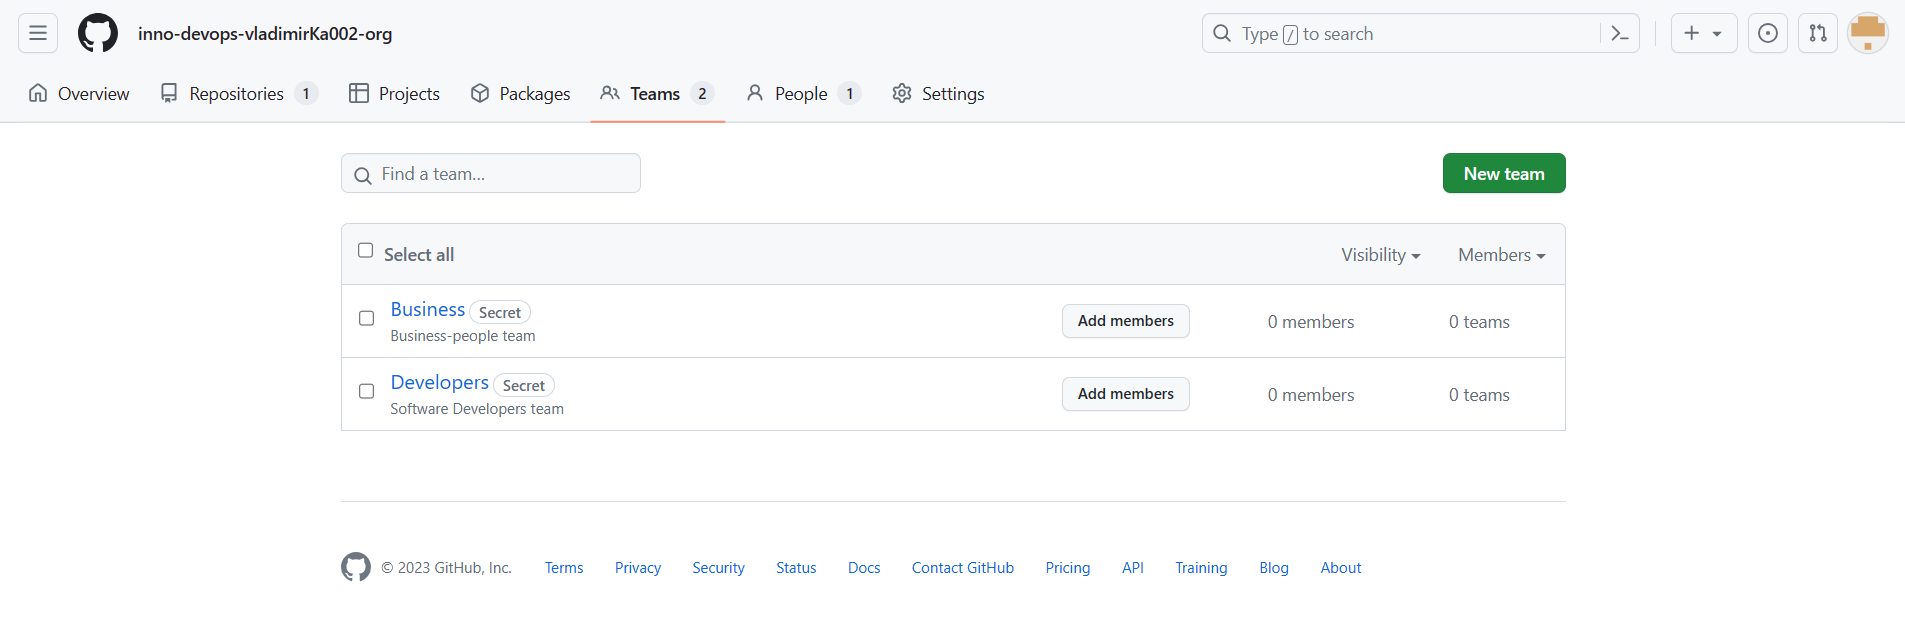 inno-devops-vladimirKa002-org
Type / to search
Overview
Repositories 1
Projects
Packages
Teams 2
People 1
Settings
Find a team...
New team
Select all
Visibility
Members
Business Secret
Business-people team
Add members
0 members
0 teams
Developers Secret
Software Developers team
Add members
0 members
0 teams
© 2023 GitHub, Inc.
Terms
Privacy
Security
Status
Docs
Contact GitHub
Pricing
API
Training
Blog
About